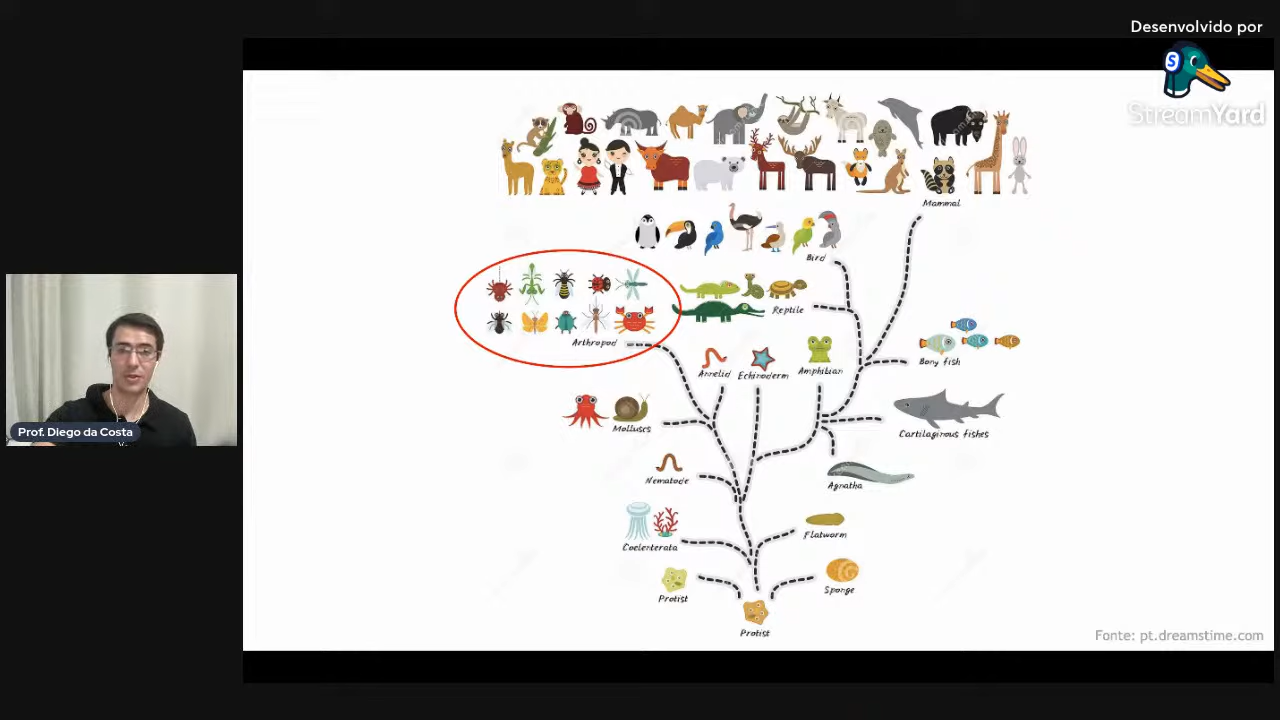 Desenvolvido por
StreamYard
Mammal
Bird
Reptile
Arthropod
Bony fish
Annelid
Echinoderm
Amphibian
Molluscs
Cartilaginous fishes
Nematode
Agnatha
Coelenterata
Flatworm
Protist
Sponge
Protist
Prof. Diego da Costa
Fonte: pt.dreamstime.com